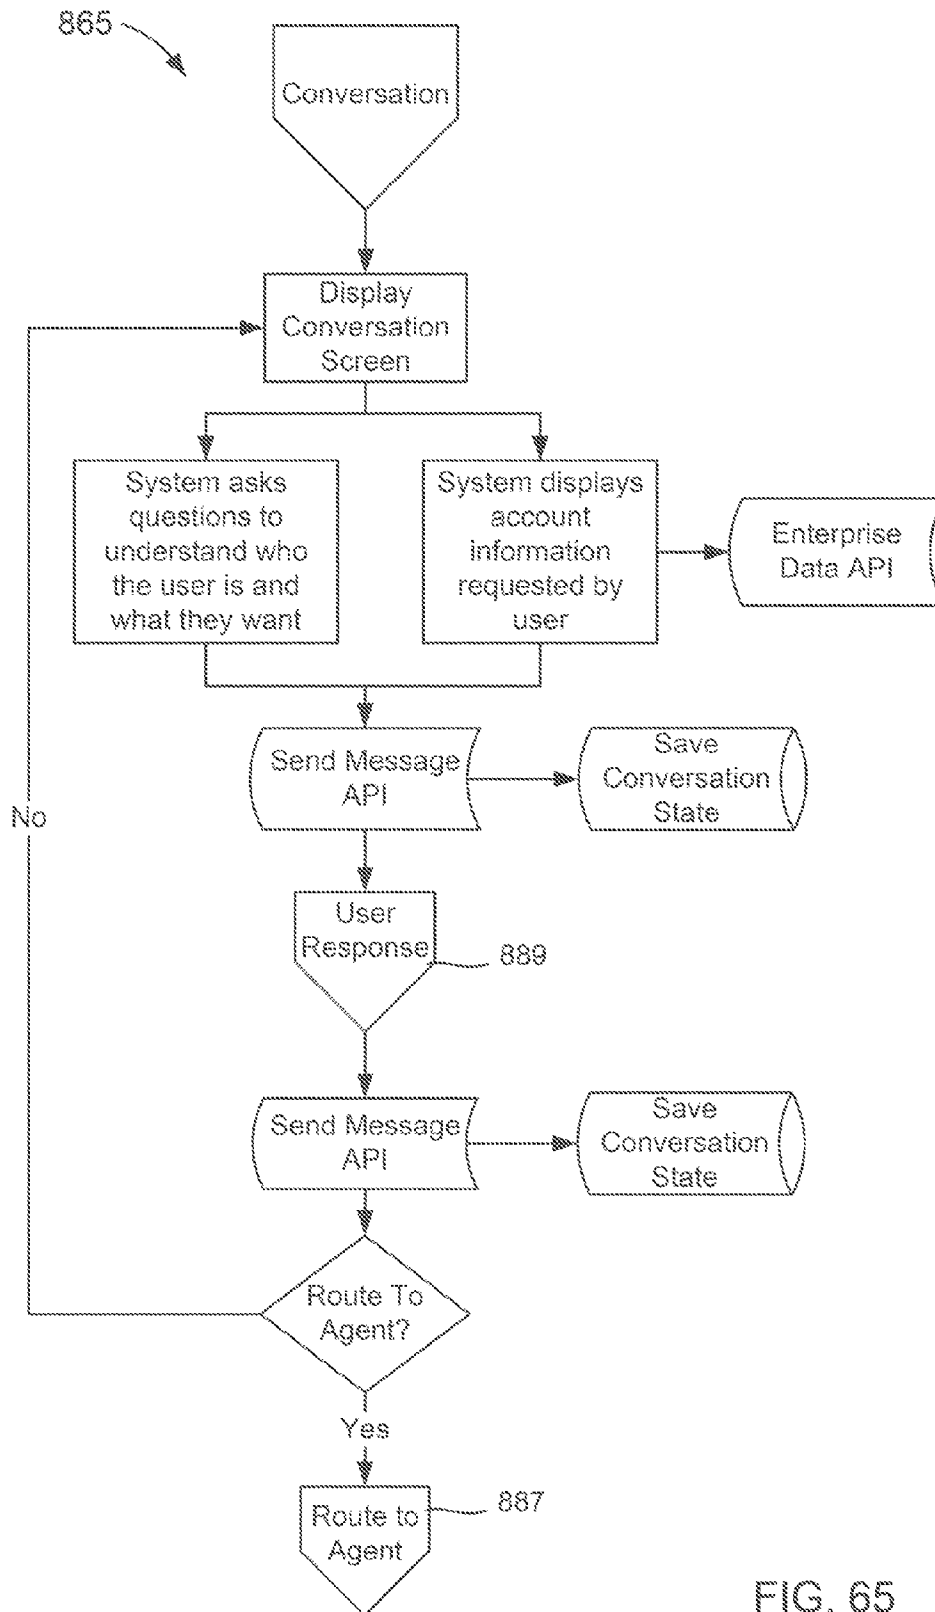 865
Conversation
Display
Conversation
Screen
System asks
questions to
understand who
the user is and
what they want
System displays
account
information
requested by
user
Enterprise
Data API
Send Message
API
Save
Conversation
State
No
User
Response
889
Send Message
API
Save
Conversation
State
Route To
Agent?
Yes
Route to
Agent
887
FIG. 65